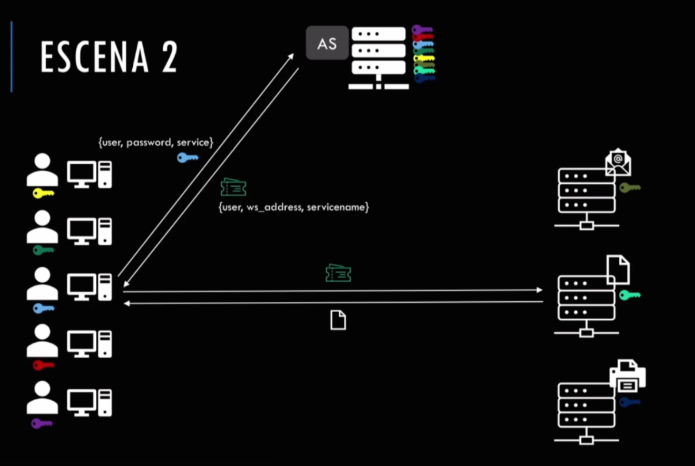 ESCENA 2
AS
{user, password, service}
{user, ws_address, servicename}
@